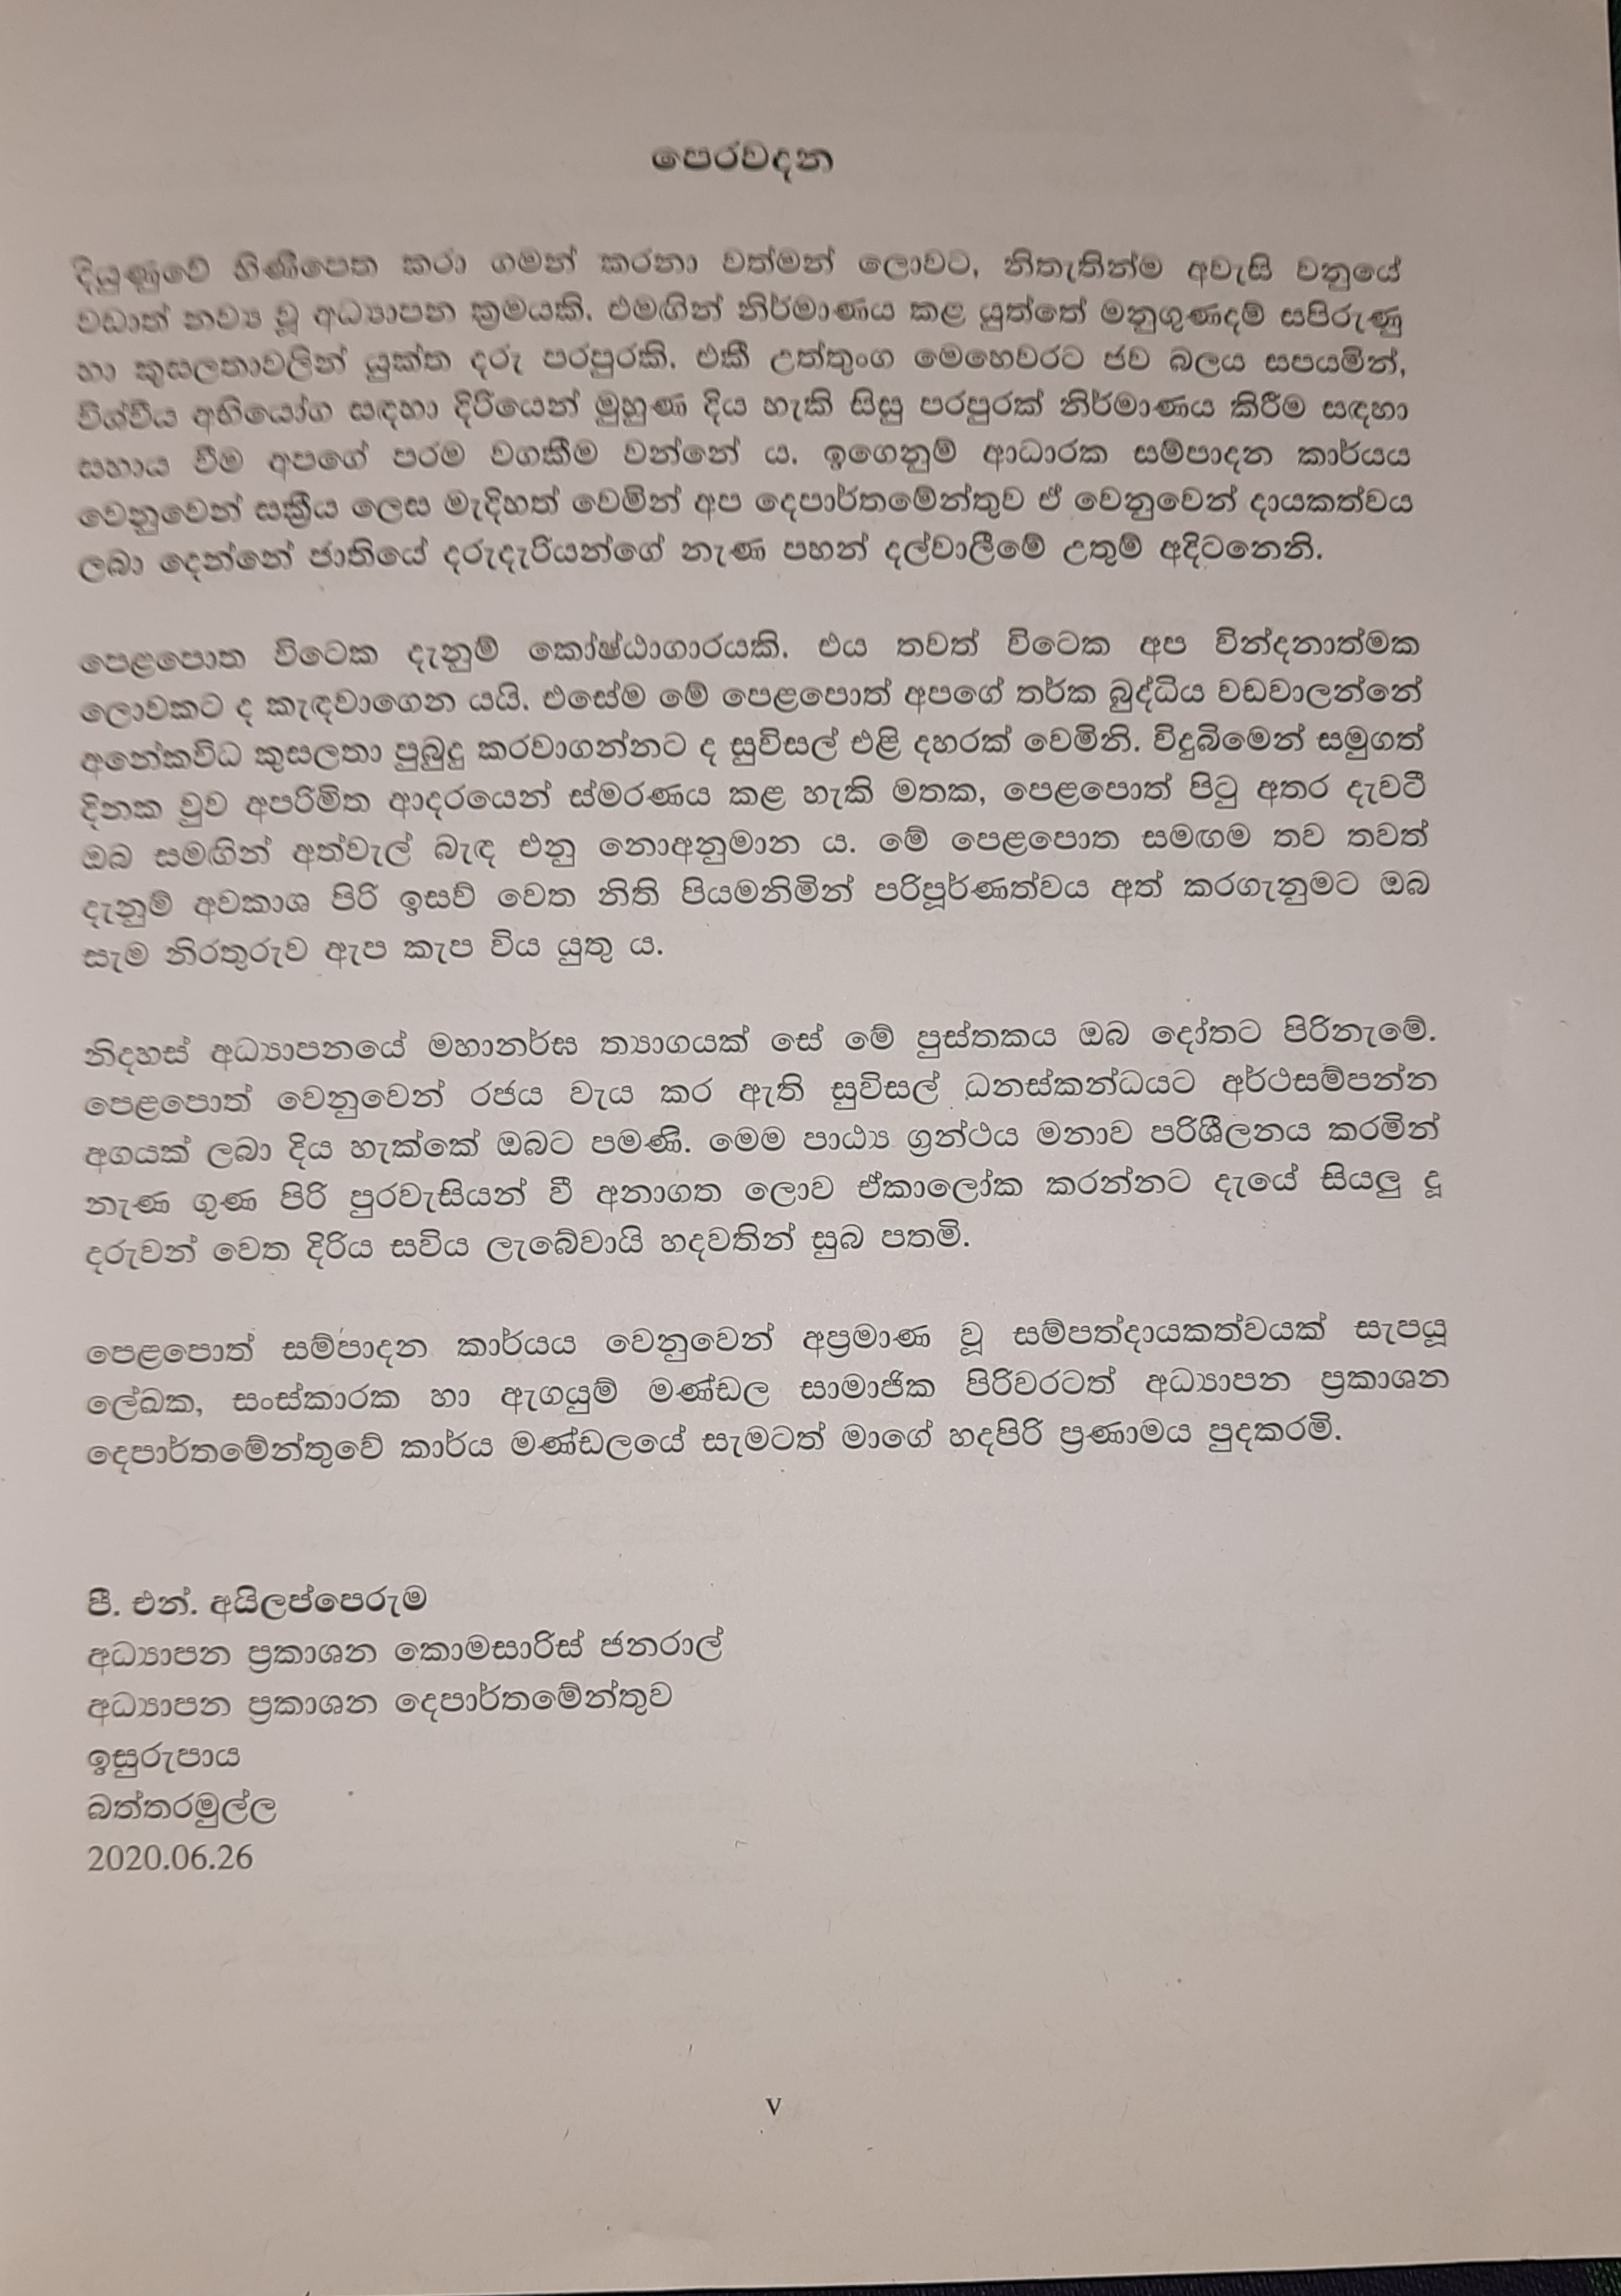 පෙරවදන
දියුණුවේ හිණිපෙත කරා ගමන් කරනා වත්මන් ලොවට, නිතැතින්ම අවැසි වනුයේ
වඩාත් නව්‍ය වූ අධ්‍යාපන ක්‍රමයකි. එමඟින් නිර්මාණය කළ යුත්තේ මනුගුණදම් සපිරුණු
හා කුසලතාවලින් යුක්ත දරු පරපුරකි. එකී උත්තුංග මෙහෙවරට ජව බලය සපයමින්,
විශ්වීය අභියෝග සඳහා දිරියෙන් මුහුණ දිය හැකි සිසු පරපුරක් නිර්මාණය කිරීම සඳහා
සහාය වීම අපගේ පරම වගකීම වන්නේ ය. ඉගෙනුම් ආධාරක සම්පාදන කාර්යය
වෙනුවෙන් සක්‍රීය ලෙස මැදිහත් වෙමින් අප දෙපාර්තමේන්තුව ඒ වෙනුවෙන් දායකත්වය
ලබා දෙන්නේ ජාතියේ දරුදැරියන්ගේ නැණ පහන් දල්වාලීමේ උතුම් අදිටනෙනි.
පෙළපොත විටෙක දැනුම් කෝෂ්ඨාගාරයකි. එය තවත් විටෙක අප වින්දනාත්මක
ලොවකට ද කැඳවාගෙන යයි. එසේම මේ පෙළපොත් අපගේ තර්ක බුද්ධිය වඩවාලන්නේ
අනේකවිධ කුසලතා පුබුදු කරවාගන්නට ද සුවිසල් එළි දහරක් වෙමිනි. විදුබිමෙන් සමුගත්
දිනක වුව අපරිමිත ආදරයෙන් ස්මරණය කළ හැකි මතක, පෙළපොත් පිටු අතර දැවටී
ඔබ සමඟින් අත්වැල් බැඳ එනු නොඅනුමාන ය. මේ පෙළපොත සමඟම තව තවත්
දැනුම් අවකාශ පිරි ඉසව් වෙත නිති පියමනිමින් පරිපූර්ණත්වය අත් කරගැනුමට ඔබ
සැම නිරතුරුව ඇප කැප විය යුතු ය.
නිදහස් අධ්‍යාපනයේ මහානර්ඝ ත්‍යාගයක් සේ මේ පුස්තකය ඔබ දෝතට පිරිනැමේ.
පෙළපොත් වෙනුවෙන් රජය වැය කර ඇති සුවිසල් ධනස්කන්ධයට අර්ථසම්පන්න
අගයක් ලබා දිය හැක්කේ ඔබට පමණි. මෙම පාඨ්‍ය ග්‍රන්ථය මනාව පරිශීලනය කරමින්
නැණ ගුණ පිරි පුරවැසියන් වී අනාගත ලොව ඒකාලෝක කරන්නට දැයේ සියලු දූ
දරුවන් වෙත දිරිය සවිය ලැබේවායි හදවතින් සුබ පතමි.
පෙළපොත් සම්පාදන කාර්යය වෙනුවෙන් අප්‍රමාණ වූ සම්පත්දායකත්වයක් සැපයූ
ලේඛක, සංස්කාරක හා ඇගයුම් මණ්ඩල සාමාජික පිරිවරටත් අධ්‍යාපන ප්‍රකාශන
දෙපාර්තමේන්තුවේ කාර්ය මණ්ඩලයේ සැමටත් මාගේ හදපිරි ප්‍රණාමය පුදකරමි.
පී. එන්. අයිලප්පෙරුම
අධ්‍යාපන ප්‍රකාශන කොමසාරිස් ජනරාල්
අධ්‍යාපන ප්‍රකාශන දෙපාර්තමේන්තුව
ඉසුරුපාය
බත්තරමුල්ල
2020.06.26
v